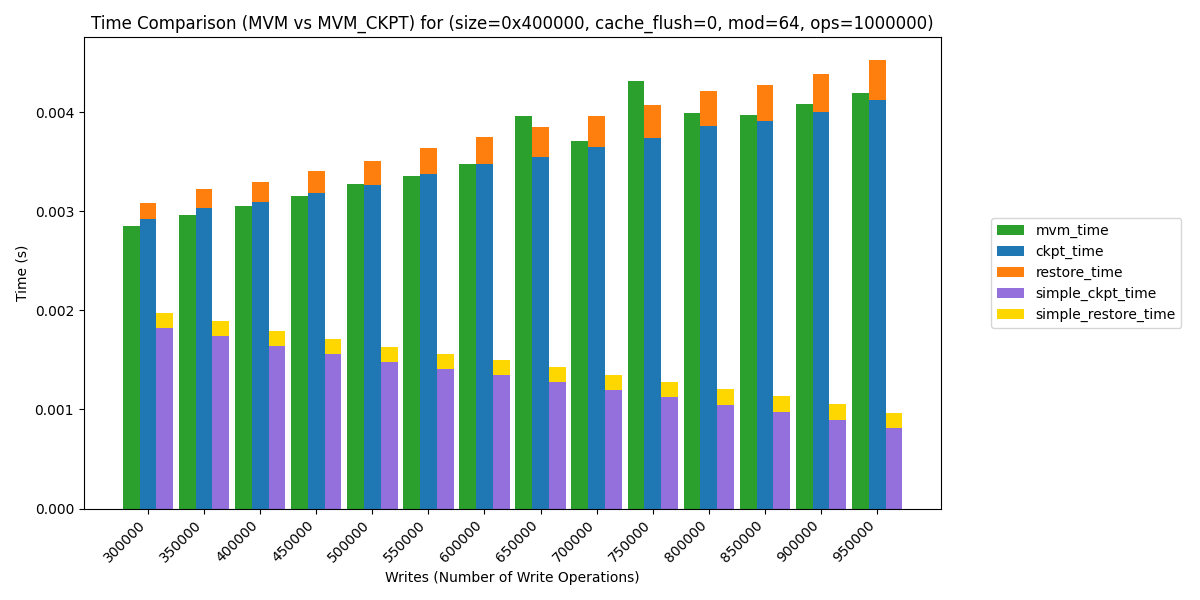 Time Comparison (MVM vs MVM_CKPT) for (size=0x400000, cache_flush=0, mod=64, ops=1000000)
Time (s)
0.004
0.003
0.002
0.001
0.000
300000
350000
400000
450000
500000
550000
600000
650000
700000
750000
800000
850000
900000
950000
Writes (Number of Write Operations)
mvm_time
ckpt_time
restore_time
simple_ckpt_time
simple_restore_time